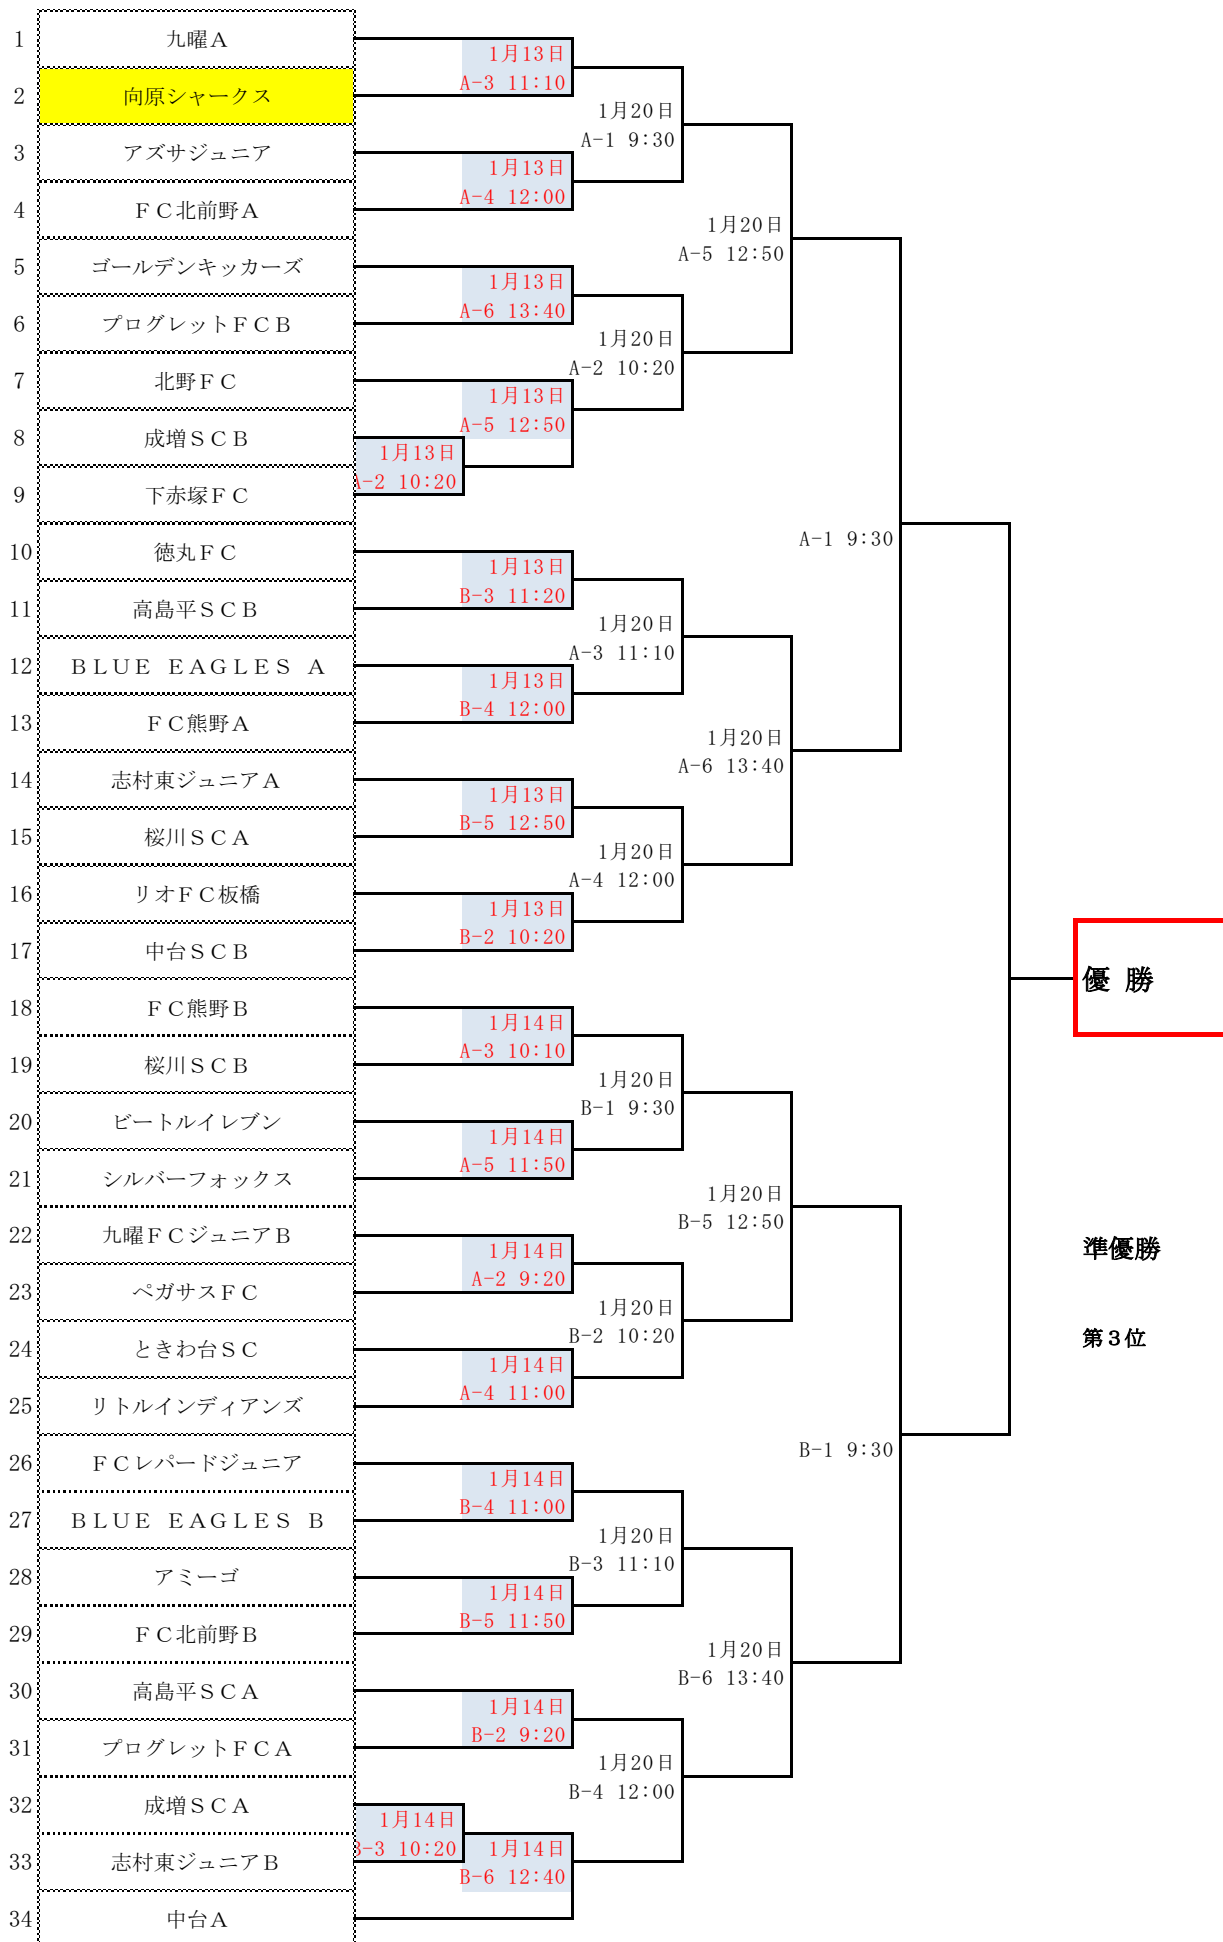 1 九曜A
1月13日
A-3 11:10
2 向原シャークス
1月20日
A-1 9:30
3 アズサジュニア
1月13日
A-4 12:00
4 ＦＣ北前野Ａ
1月20日
A-5 12:50
5 ゴールデンキッカーズ
1月13日
A-6 13:40
6 プログレットＦＣＢ
1月20日
A-2 10:20
7 北野ＦＣ
1月13日
A-5 12:50
8 成増ＳＣＢ
1月13日
A-2 10:20
9 下赤塚ＦＣ
A-1 9:30
10 徳丸ＦＣ
1月13日
B-3 11:20
11 高島平ＳＣＢ
1月20日
A-3 11:10
12 ＢＬＵＥ ＥＡＧＬＥＳ Ａ
1月13日
B-4 12:00
13 ＦＣ熊野Ａ
1月20日
A-6 13:40
14 志村東ジュニアＡ
1月13日
B-5 12:50
15 桜川ＳＣＡ
1月20日
A-4 12:00
16 リオＦＣ板橋
1月13日
B-2 10:20
17 中台ＳＣＢ
優 勝
18 ＦＣ熊野Ｂ
1月14日
A-3 10:10
19 桜川ＳＣＢ
1月20日
B-1 9:30
20 ビートルイレブン
1月14日
A-5 11:50
21 シルバーフォックス
1月20日
B-5 12:50
22 九曜ＦＣジュニアＢ
1月14日
A-2 9:20
準優勝
23 ペガサスＦＣ
1月20日
B-2 10:20
24 ときわ台ＳＣ
1月14日
A-4 11:00
第３位
25 リトルインディアンズ
B-1 9:30
26 ＦＣレパードジュニア
1月14日
B-4 11:00
27 ＢＬＵＥ ＥＡＧＬＥＳ Ｂ
1月20日
B-3 11:10
28 アミーゴ
1月14日
B-5 11:50
29 ＦＣ北前野Ｂ
1月20日
B-6 13:40
30 高島平ＳＣＡ
1月14日
B-2 9:20
31 プログレットＦＣＡ
1月20日
B-4 12:00
32 成増ＳＣＡ
1月14日
B-3 10:20
33 志村東ジュニアＢ
1月14日
B-6 12:40
34 中台Ａ